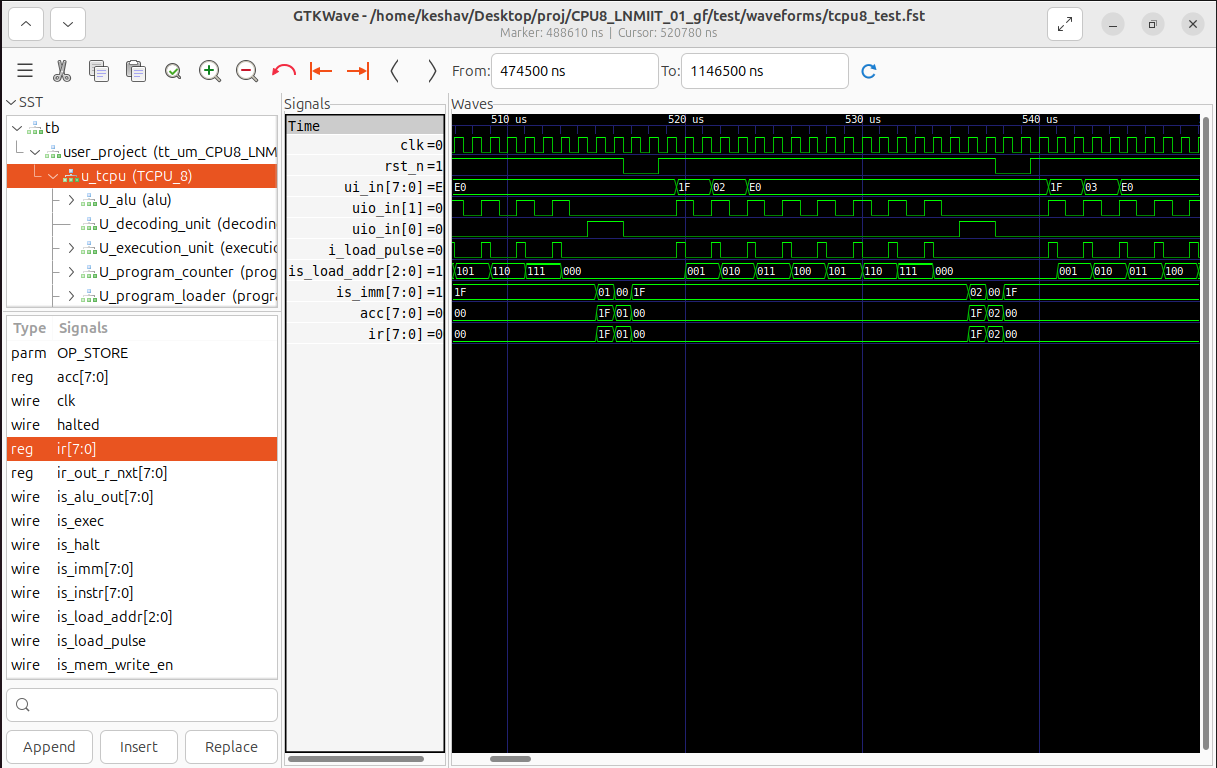 GTKWave - /home/keshav/Desktop/proj/CPU8_LNMIIT_01_gf/test/waveforms/tcpu8_test.fst
Marker: 488610 ns | Cursor: 520780 ns
From: 474500 ns To: 1146500 ns
SST
tb
user_project (tt_um_CPU8_LNM
u_tcpu (TCPU_8)
U_alu (alu)
U_decoding_unit (decodin
U_execution_unit (executio
U_program_counter (prog
U_program_loader (progra
Type Signals
parm OP_STORE
reg acc[7:0]
wire clk
wire halted
reg ir[7:0]
reg ir_out_r_nxt[7:0]
wire is_alu_out[7:0]
wire is_exec
wire is_halt
wire is_imm[7:0]
wire is_instr[7:0]
wire is_load_addr[2:0]
wire is_load_pulse
wire is_mem_write_en
Append Insert Replace
Signals
Time
clk =0
rst_n =1
ui_in[7:0] =E
uio_in[1] =0
uio_in[0] =0
i_load_pulse =0
is_load_addr[2:0] =1
is_imm[7:0] =1
acc[7:0] =0
ir[7:0] =0
Waves
510 us 520 us 530 us 540 us
E0 1F 02 E0 1F 03 E0
101 110 111 000 001 010 011 100 101 110 111 000 001 010 011 100
1F 01 00 1F 02 00 1F
00 1F 01 00 1F 02 00
00 1F 01 00 1F 02 00